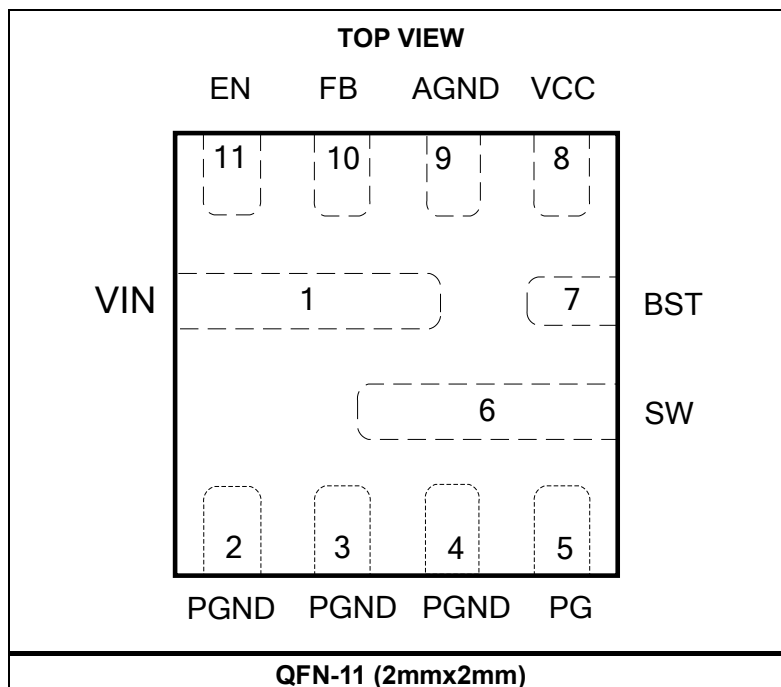 TOP VIEW
EN FB AGND VCC
11 10 9 8
VIN 1 7 BST
6 SW
2 3 4 5
PGND PGND PGND PG
QFN-11 (2mmx2mm)